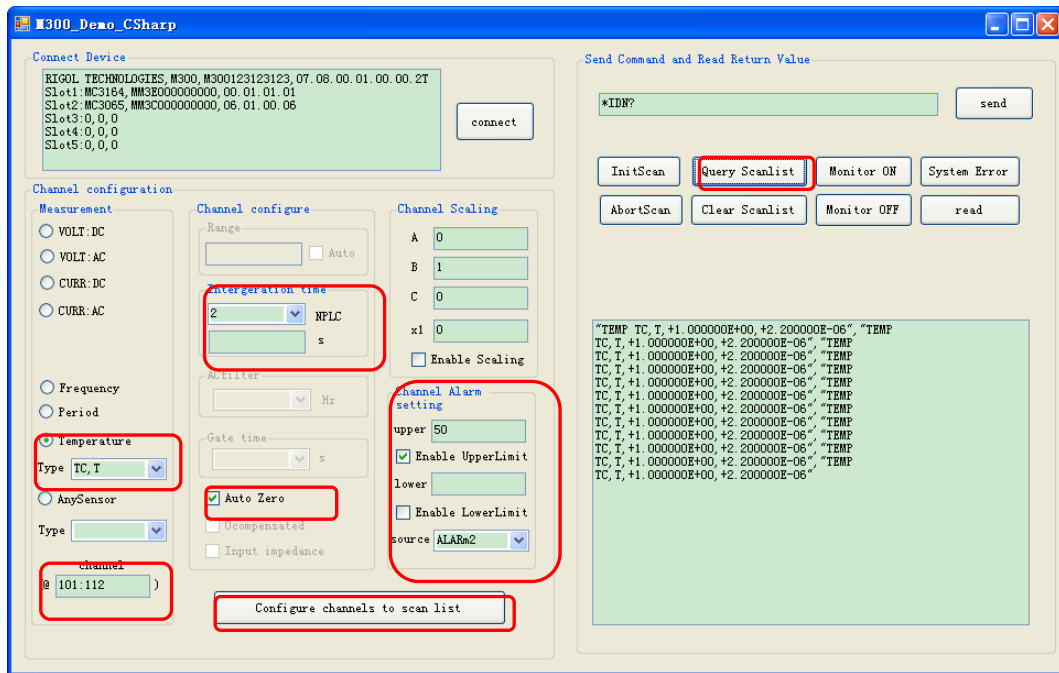 M300_Demo_CSharp
Connect Device
RIGOL TECHNOLOGIES, M300, M300123123123, 07.08.00.01.00.00.2T
Slot1:MC3164, MM3E000000000, 00.01.01.01
Slot2:MC3065, MM3C000000000, 06.01.00.06
Slot3:0,0,0
Slot4:0,0,0
Slot5:0,0,0
connect
Channel configuration
Measurement
VOLT:DC
VOLT:AC
CURR:DC
CURR:AC
Frequency
Period
Temperature
Type TC,T
AnySensor
Type
channel
@ 101:112 )
Channel configure
Range
Auto
Intergeration time
2 NPLC
s
ACfilter
Hz
Gate time
s
Auto Zero
Ucompensated
Input impedance
Channel Scaling
A 0
B 1
C 0
x1 0
Enable Scaling
Channel Alarm
setting
upper 50
Enable UpperLimit
lower
Enable LowerLimit
source ALARm2
Configure channels to scan list
Send Command and Read Return Value
*IDN?
send
InitScan Query Scanlist Monitor ON System Error
AbortScan Clear Scanlist Monitor OFF read
"TEMP TC,T,+1.000000E+00,+2.200000E-06","TEMP
TC,T,+1.000000E+00,+2.200000E-06","TEMP
TC,T,+1.000000E+00,+2.200000E-06","TEMP
TC,T,+1.000000E+00,+2.200000E-06","TEMP
TC,T,+1.000000E+00,+2.200000E-06","TEMP
TC,T,+1.000000E+00,+2.200000E-06","TEMP
TC,T,+1.000000E+00,+2.200000E-06","TEMP
TC,T,+1.000000E+00,+2.200000E-06","TEMP
TC,T,+1.000000E+00,+2.200000E-06","TEMP
TC,T,+1.000000E+00,+2.200000E-06","TEMP
TC,T,+1.000000E+00,+2.200000E-06","TEMP
TC,T,+1.000000E+00,+2.200000E-06"